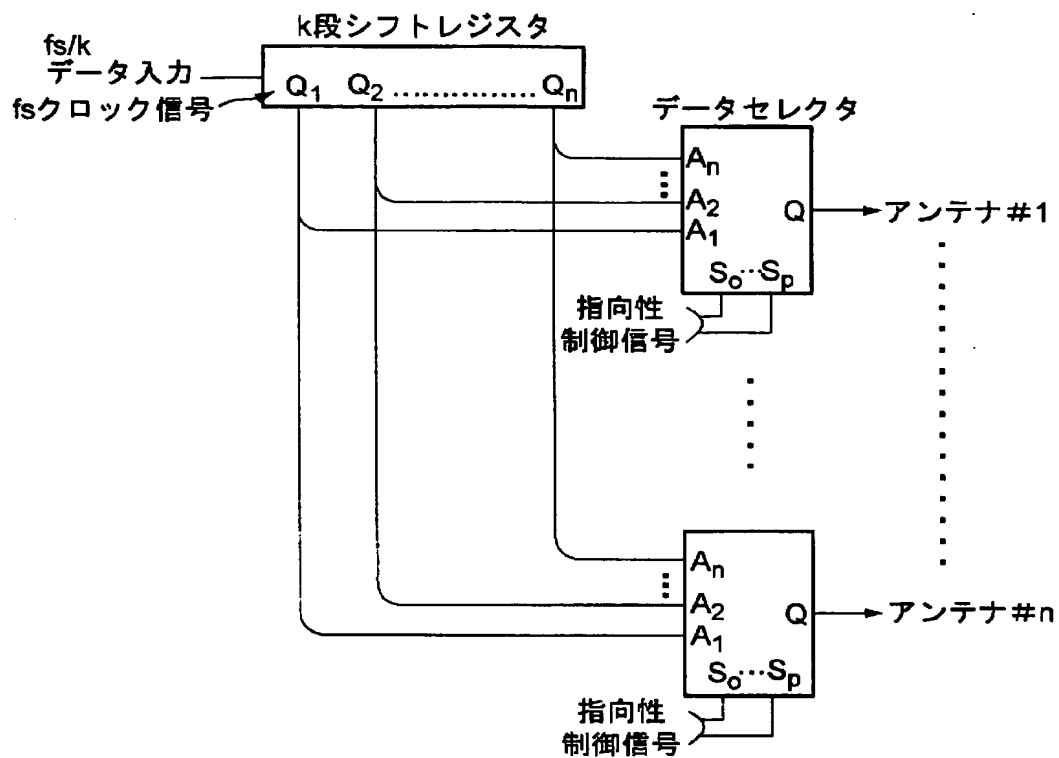 k段シフトレジスタ
fs/k
データ入力
fsクロック信号
Q1 Q2 ................. Qn
データセレクタ
An
A2
A1
Q
So…Sp
アンテナ#1
指向性
制御信号
An
A2
A1
Q
So…Sp
アンテナ#n
指向性
制御信号